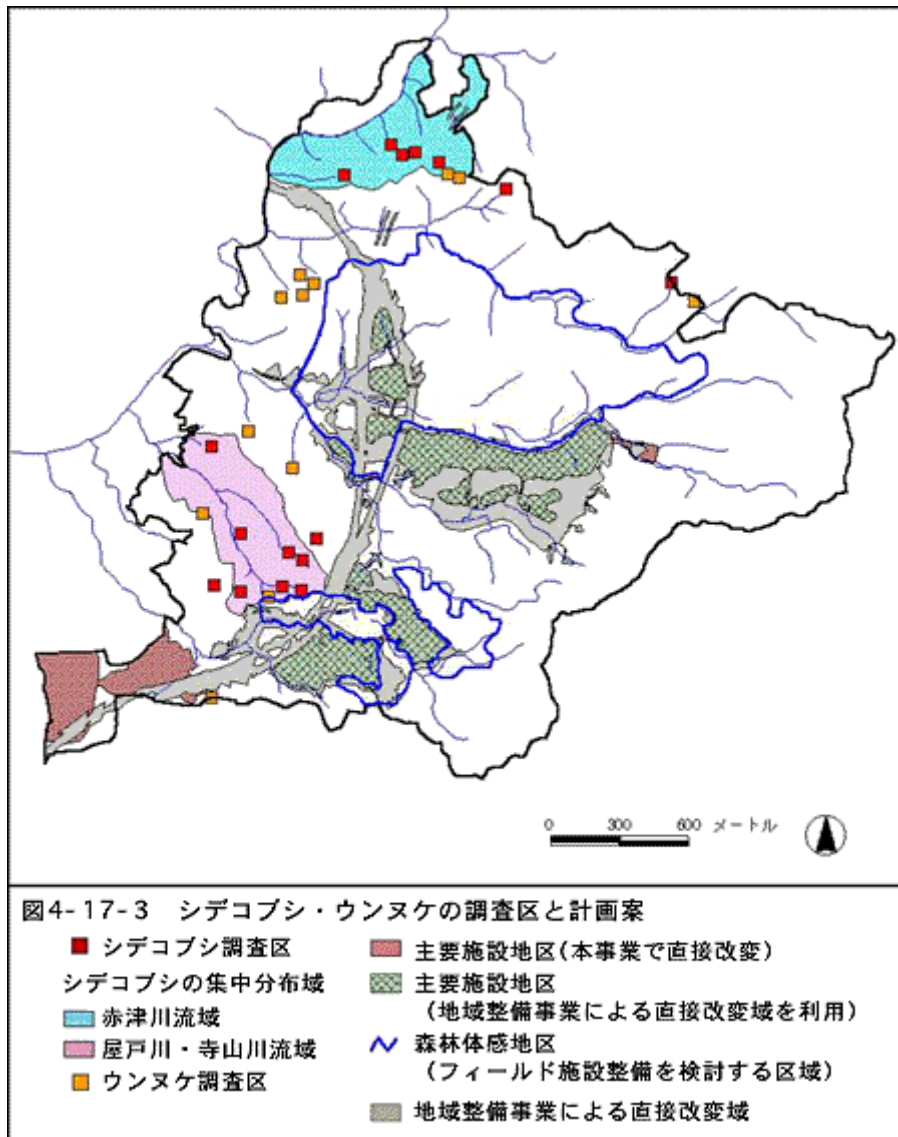 0 300 600 メートル
図4-17-3 シデコブシ・ウンヌケの調査区と計画案
シデコブシ調査区
シデコブシの集中分布域
赤津川流域
屋戸川・寺山川流域
ウンヌケ調査区
主要施設地区(本事業で直接改変)
主要施設地区
(地域整備事業による直接改変域を利用)
森林体感地区
(フィールド施設整備を検討する区域)
地域整備事業による直接改変域